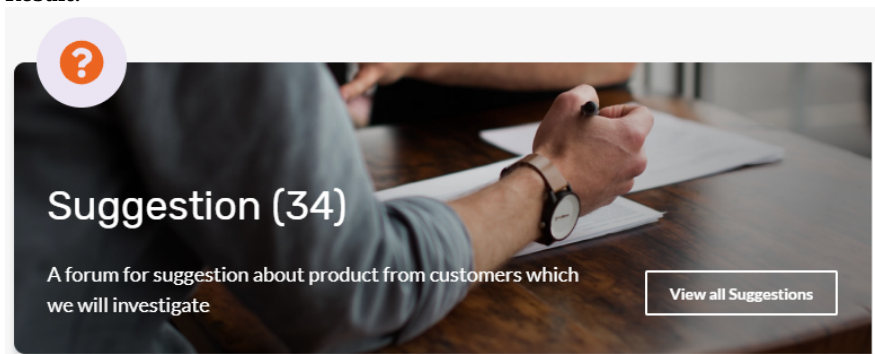 Suggestion (34)
A forum for suggestion about product from customers which
we will investigate
View all Suggestions